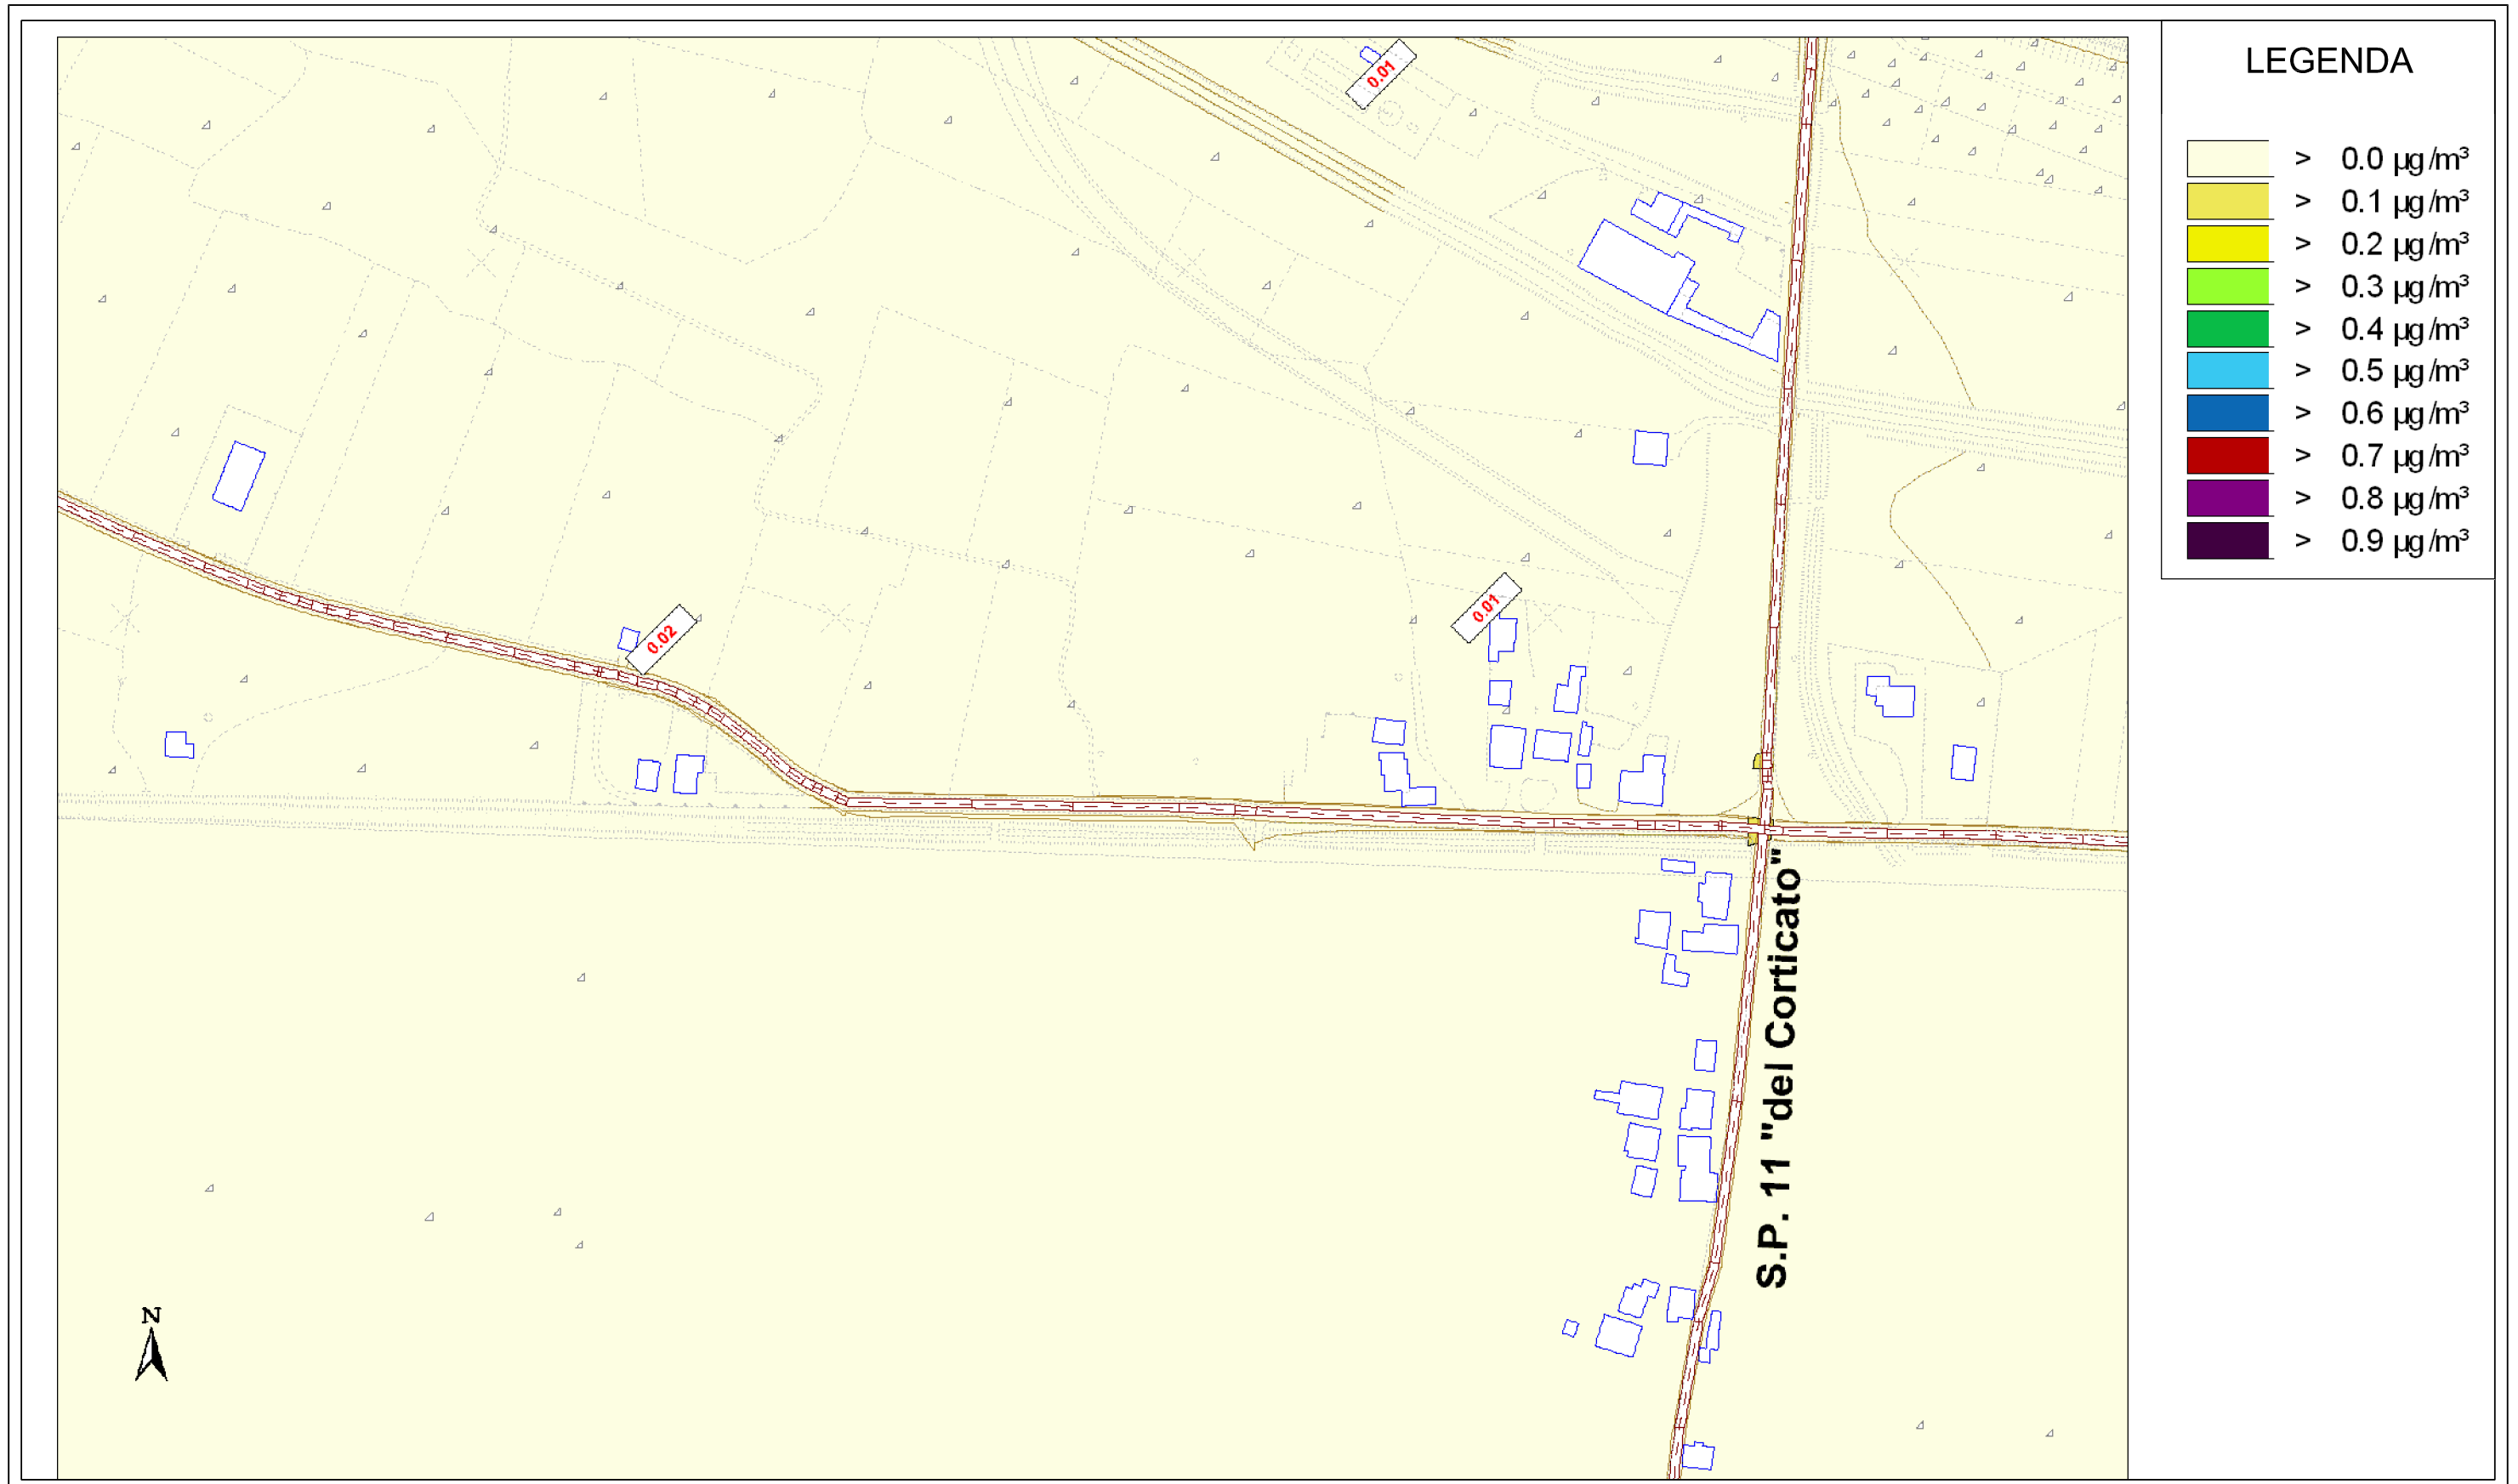 LEGENDA
> 0.0 µg/m³
> 0.1 µg/m³
> 0.2 µg/m³
> 0.3 µg/m³
> 0.4 µg/m³
> 0.5 µg/m³
> 0.6 µg/m³
> 0.7 µg/m³
> 0.8 µg/m³
> 0.9 µg/m³
0.01
0.02
0.01
S.P. 11 "del Corticato"
N